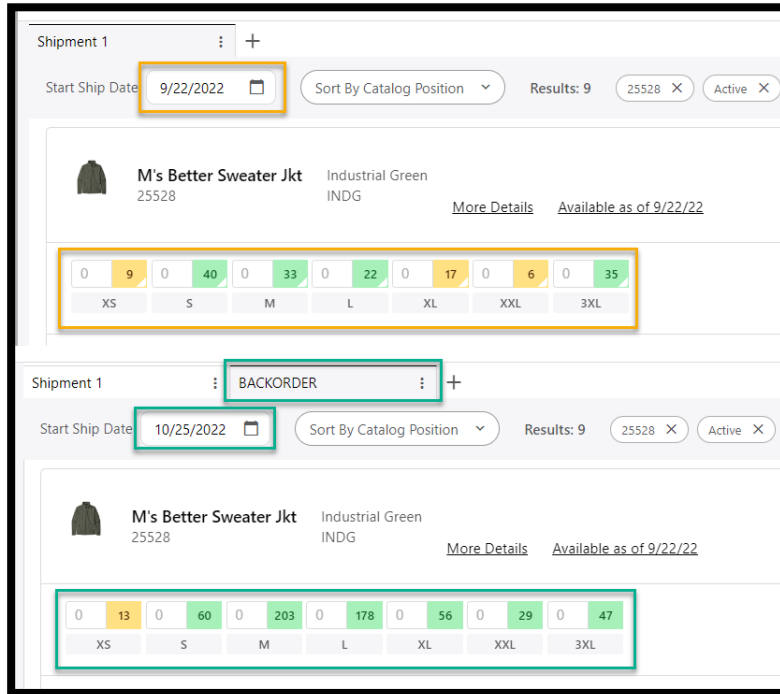 Shipment 1
Start Ship Date 9/22/2022 Sort By Catalog Position Results: 9 25528 Active
M's Better Sweater Jkt Industrial Green
25528 INDG More Details Available as of 9/22/22
0 9 0 40 0 33 0 22 0 17 0 6 0 35
XS S M L XL XXL 3XL
Shipment 1 BACKORDER
Start Ship Date 10/25/2022 Sort By Catalog Position Results: 9 25528 Active
M's Better Sweater Jkt Industrial Green
25528 INDG More Details Available as of 9/22/22
0 13 0 60 0 203 0 178 0 56 0 29 0 47
XS S M L XL XXL 3XL